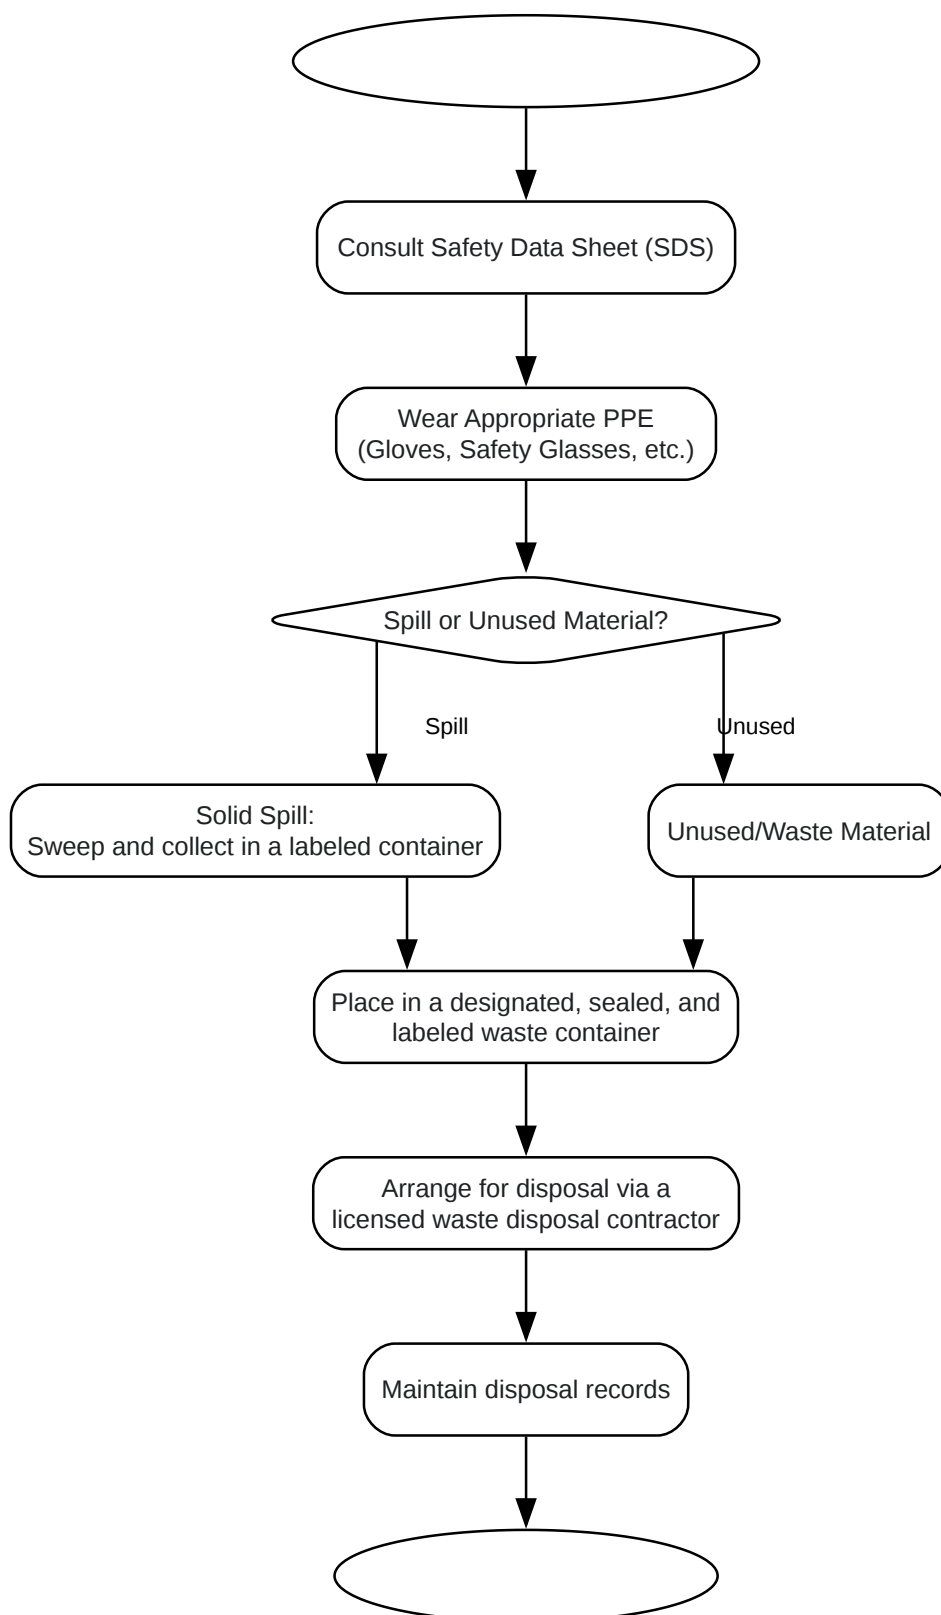 Consult Safety Data Sheet (SDS)
Wear Appropriate PPE
(Gloves, Safety Glasses, etc.)
Spill or Unused Material?
Spill
Unused
Solid Spill:
Sweep and collect in a labeled container
Unused/Waste Material
Place in a designated, sealed, and
labeled waste container
Arrange for disposal via a
licensed waste disposal contractor
Maintain disposal records